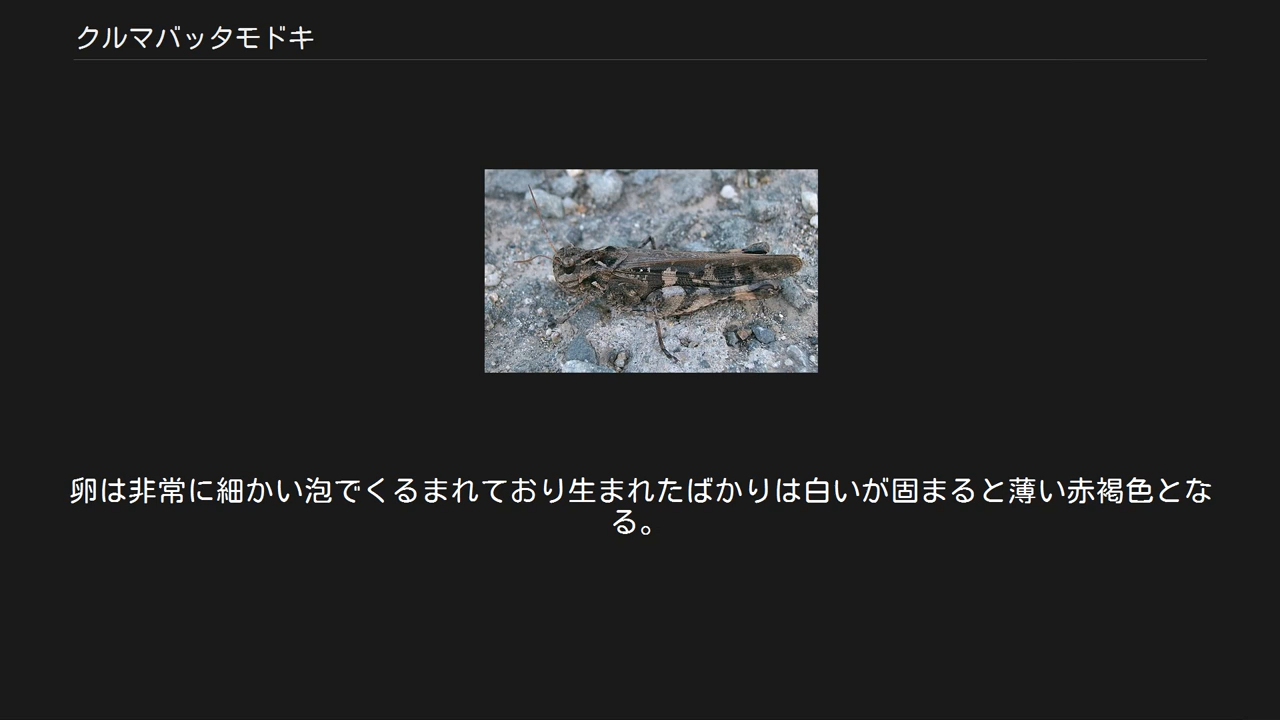 クルマバッタモドキ
卵は非常に細かい泡でくるまれており生まれたばかりは白いが固まると薄い赤褐色とな
る。